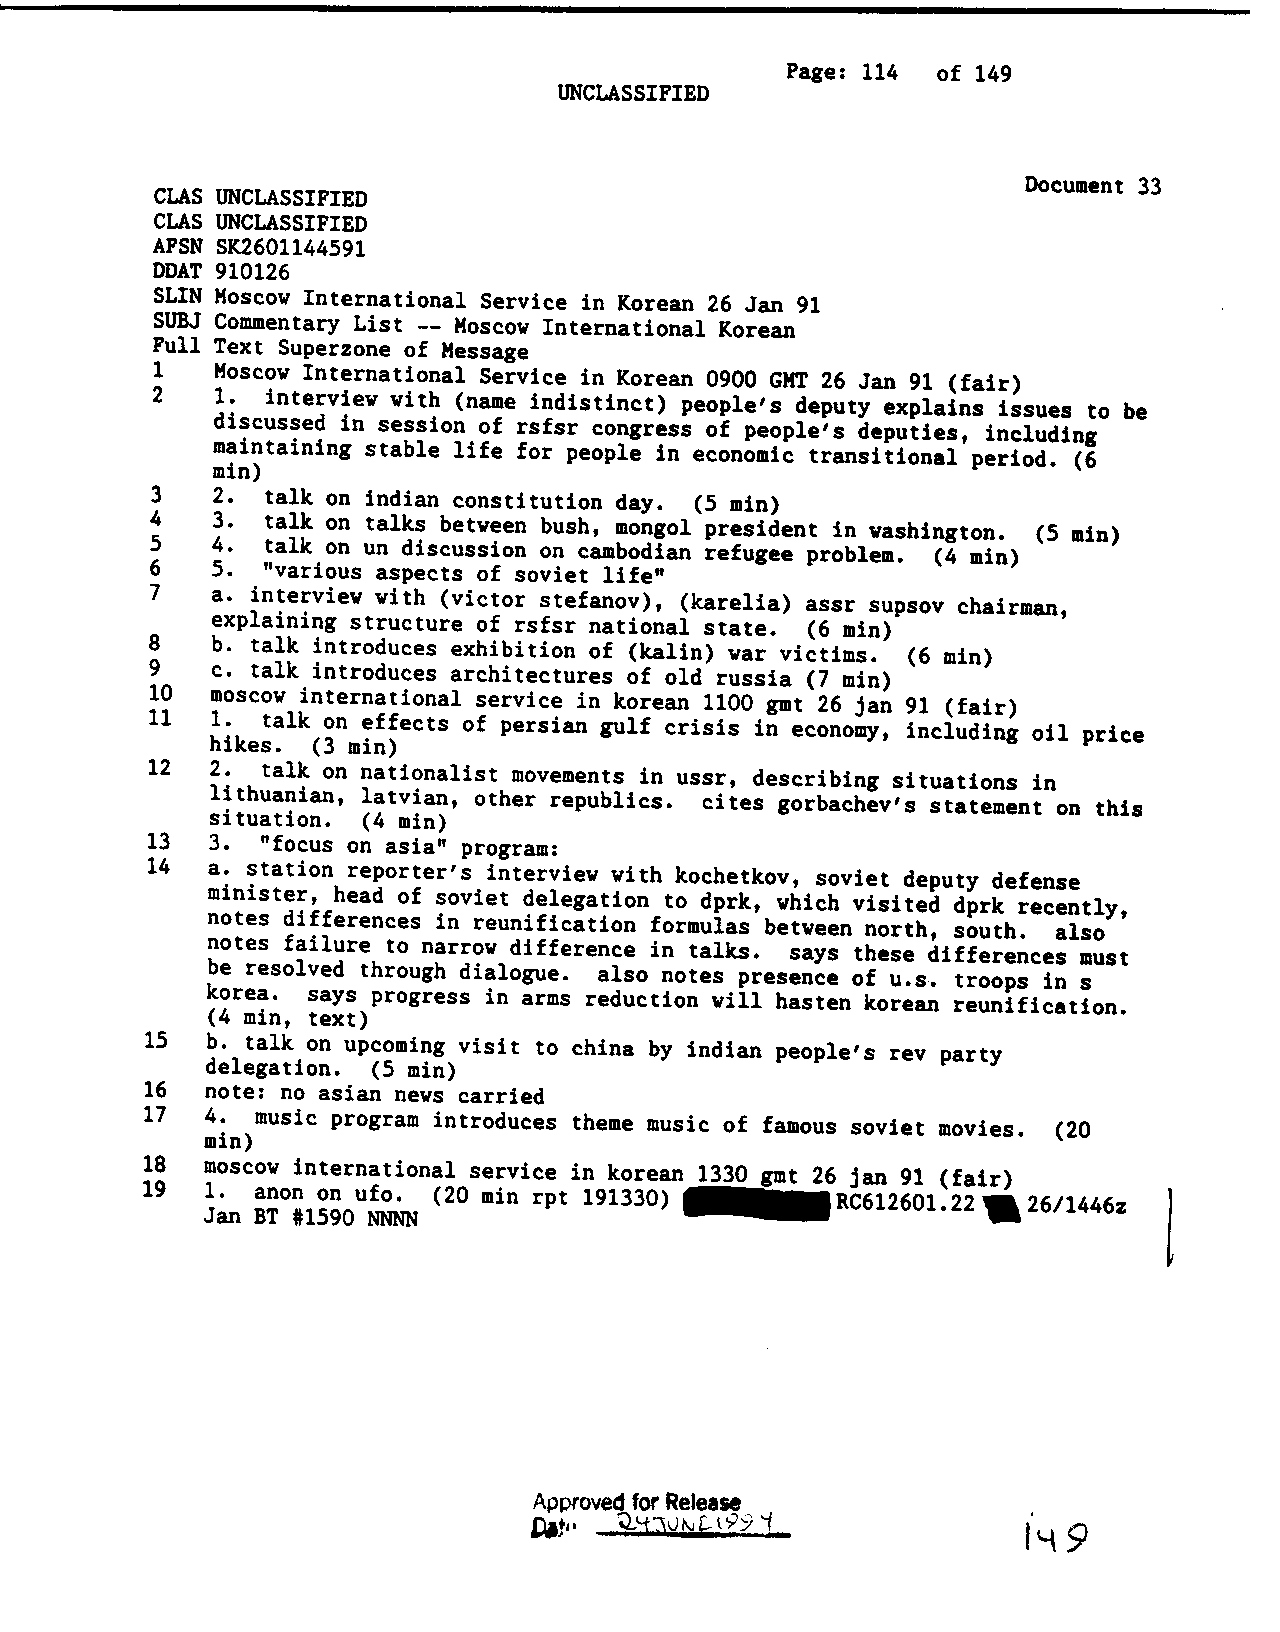 Page: 114 of 149
UNCLASSIFIED
Document 33
CLAS UNCLASSIFIED
CLAS UNCLASSIFIED
AFSN SK2601144591
DDAT 910126
SLIN Moscow International Service in Korean 26 Jan 91
SUBJ Commentary List -- Moscow International Korean
Full Text Superzone of Message
1 Moscow International Service in Korean 0900 GMT 26 Jan 91 (fair)
2 1. interview with (name indistinct) people's deputy explains issues to be
discussed in session of rsfsr congress of people's deputies, including
maintaining stable life for people in economic transitional period. (6
min)
3 2. talk on indian constitution day. (5 min)
4 3. talk on talks between bush, mongol president in washington. (5 min)
5 4. talk on un discussion on cambodian refugee problem. (4 min)
6 5. "various aspects of soviet life"
7 a. interview with (victor stefanov), (karelia) assr supsov chairman,
explaining structure of rsfsr national state. (6 min)
8 b. talk introduces exhibition of (kalin) war victims. (6 min)
9 c. talk introduces architectures of old russia (7 min)
10 moscow international service in korean 1100 gmt 26 jan 91 (fair)
11 1. talk on effects of persian gulf crisis in economy, including oil price
hikes. (3 min)
12 2. talk on nationalist movements in ussr, describing situations in
lithuanian, latvian, other republics. cites gorbachev's statement on this
situation. (4 min)
13 3. "focus on asia" program:
14 a. station reporter's interview with kochetkov, soviet deputy defense
minister, head of soviet delegation to dprk, which visited dprk recently,
notes differences in reunification formulas between north, south. also
notes failure to narrow difference in talks. says these differences must
be resolved through dialogue. also notes presence of u.s. troops in s
korea. says progress in arms reduction will hasten korean reunification.
(4 min, text)
15 b. talk on upcoming visit to china by indian people's rev party
delegation. (5 min)
16 note: no asian news carried
17 4. music program introduces theme music of famous soviet movies. (20
min)
18 moscow international service in korean 1330 gmt 26 jan 91 (fair)
19 1. anon on ufo. (20 min rpt 191330) RC612601.22 26/1446z
Jan BT #1590 NNNN
Approved for Release
Date 24 JUNE 1994
149